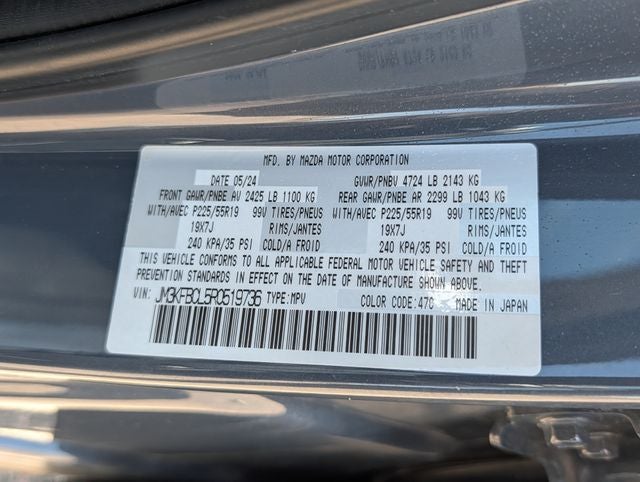 MFD. BY MAZDA MOTOR CORPORATION
DATE 05/24 GVWR/PNBV 4724 LB 2143 KG
FRONT GAWR/PNBE AV 2425 LB 1100 KG REAR GAWR/PNBE AR 2299 LB 1043 KG
WITH/AVEC P225/55R19 99V TIRES/PNEUS WITH/AVEC P225/55R19 99V TIRES/PNEUS
19X7J RIMS/JANTES 19X7J RIMS/JANTES
240 KPA/35 PSI COLD/A FROID 240 KPA/35 PSI COLD/A FROID
THIS VEHICLE CONFORMS TO ALL APPLICABLE FEDERAL MOTOR VEHICLE SAFETY AND THEFT
PREVENTION STANDARDS IN EFFECT ON THE DATE OF MANUFACTURE SHOWN ABOVE.
VIN: JM3KFBCL5R0519736 TYPE:MPV COLOR CODE:47C MADE IN JAPAN